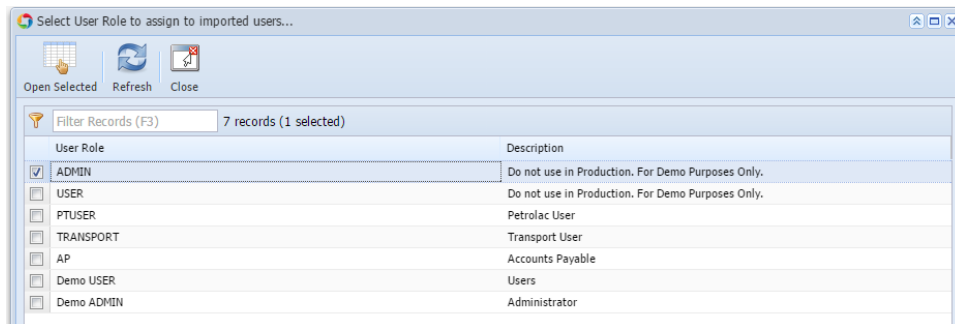 Select User Role to assign to imported users...
Open Selected Refresh Close
Filter Records (F3) 7 records (1 selected)
User Role Description
ADMIN Do not use in Production. For Demo Purposes Only.
USER Do not use in Production. For Demo Purposes Only.
PTUSER Petrolac User
TRANSPORT Transport User
AP Accounts Payable
Demo USER Users
Demo ADMIN Administrator